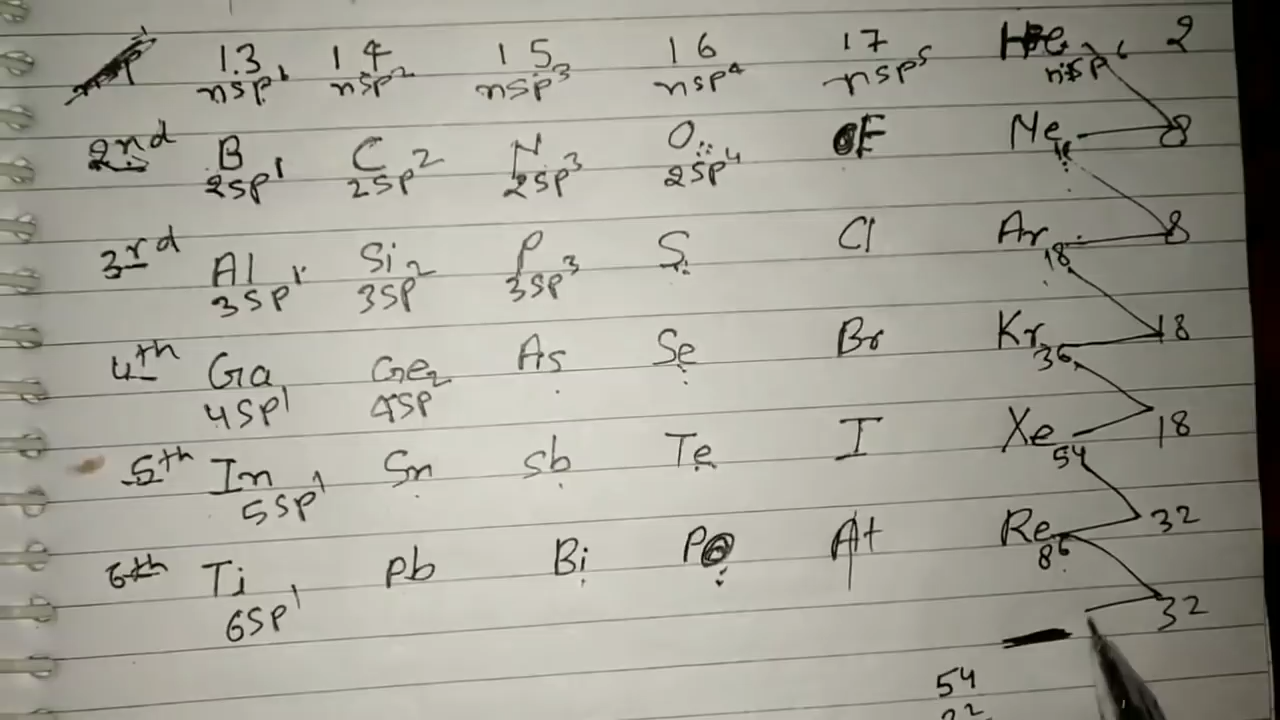 13 14 15 16 17 He 2
nsp¹ nsp² nsp³ nsp⁴ nsp⁵ nsp⁶
2nd B C N O F Ne 8
2sp¹ 2sp² 2sp³ 2sp⁴
3rd Al Si P S Cl Ar 18 8
3sp¹ 3sp² 3sp³
4th Ga Ge As Se Br Kr 36 18
4sp¹ 4sp²
5th In Sn Sb Te I Xe 54 18
5sp¹
6th Ti Pb Bi Po At Re 86 32
6sp¹
32
54